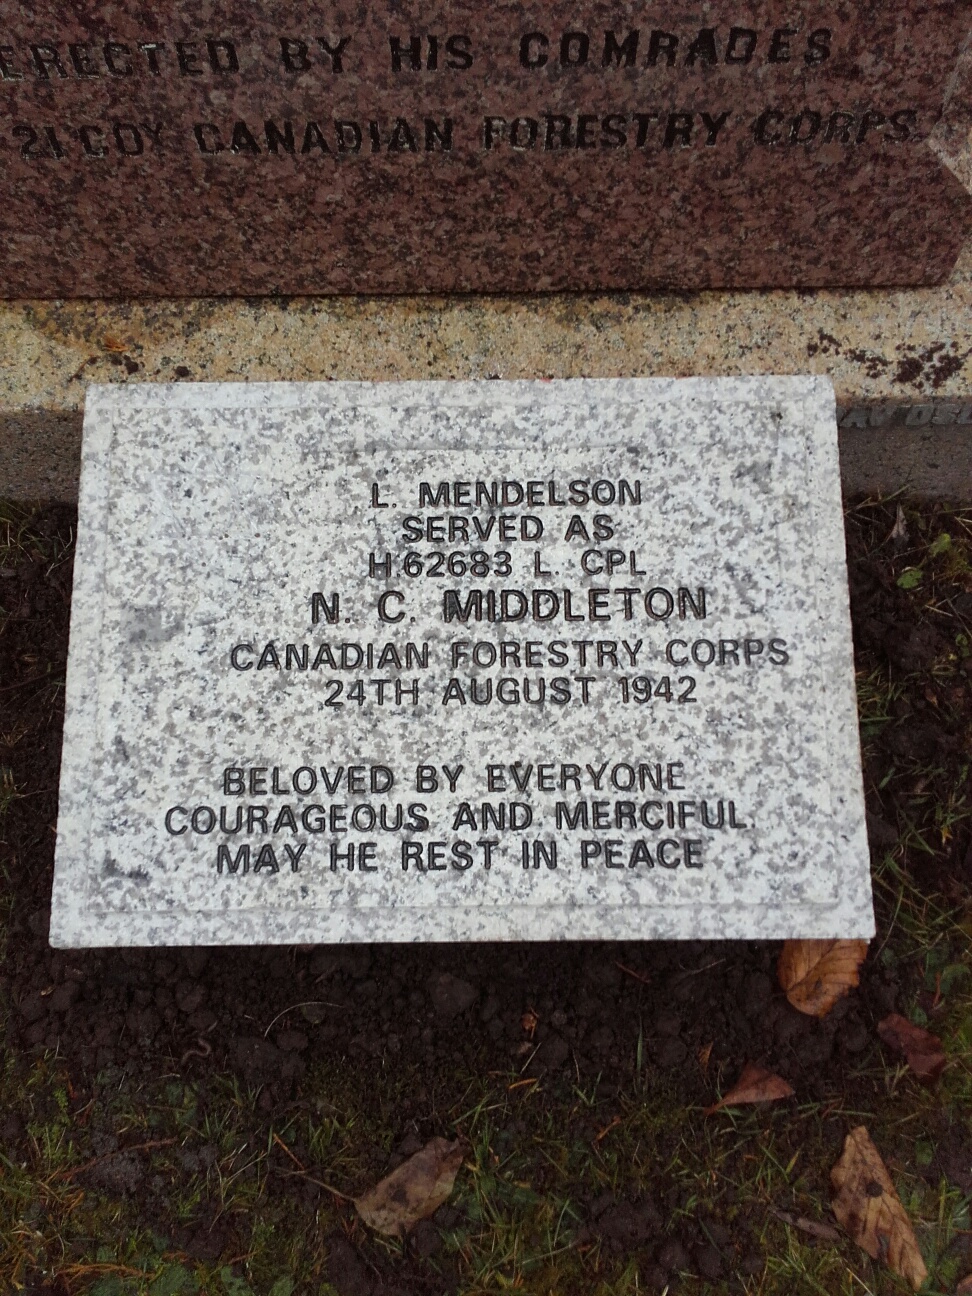 ERECTED BY HIS COMRADES
21 COY CANADIAN FORESTRY CORPS.
L. MENDELSON
SERVED AS
H.62683 L. CPL
N. C. MIDDLETON
CANADIAN FORESTRY CORPS
24TH AUGUST 1942
BELOVED BY EVERYONE
COURAGEOUS AND MERCIFUL.
MAY HE REST IN PEACE